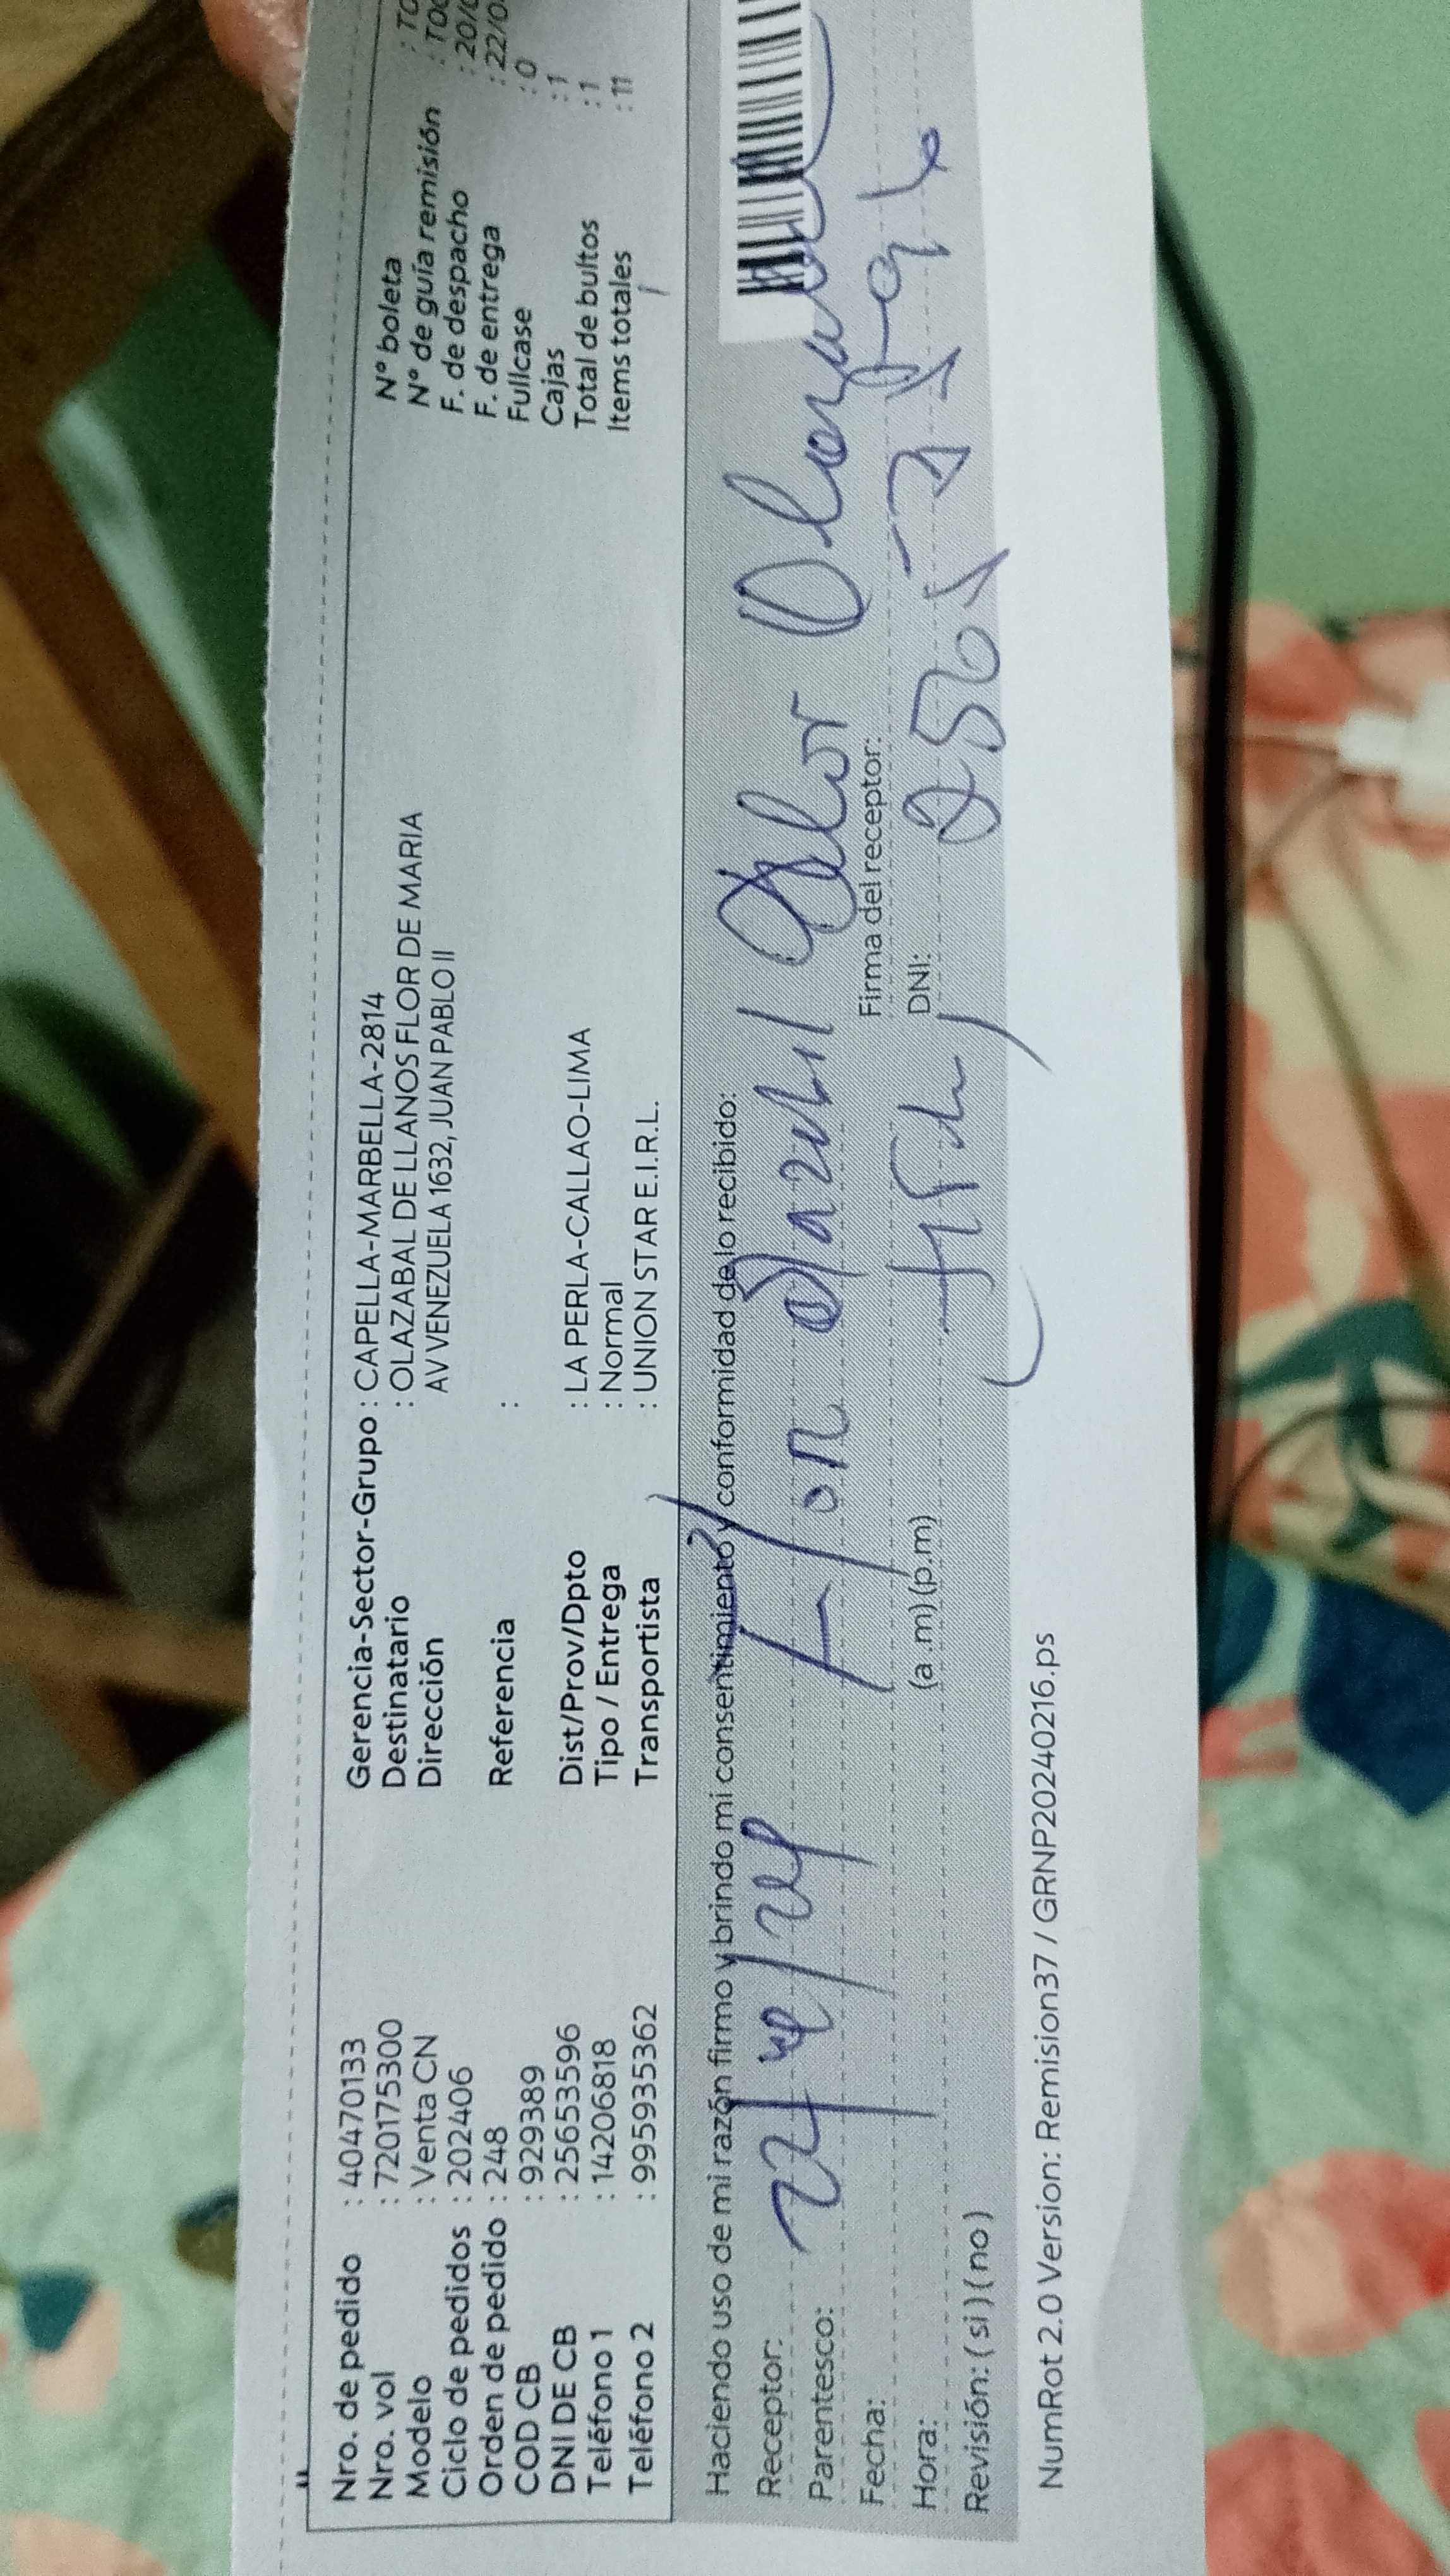 Nro. de pedido : 40470133
Nro. vol : 720175300
Modelo : Venta CN
Ciclo de pedidos : 202406
Orden de pedido : 248
COD CB : 929389
DNI DE CB : 25653596
Teléfono 1 : 14206818
Teléfono 2 : 995935362
Gerencia-Sector-Grupo : CAPELLA-MARBELLA-2814
Destinatario : OLAZABAL DE LLANOS FLOR DE MARIA
Dirección AV VENEZUELA 1632, JUAN PABLO II
Referencia :
Dist/Prov/Dpto : LA PERLA-CALLAO-LIMA
Tipo / Entrega : Normal
Transportista : UNION STAR E.I.R.L.
N° boleta
N° de guía remisión
F. de despacho : 20/
F. de entrega : 22/0
Fullcase : 0
Cajas : 1
Total de bultos : 1
Items totales : 11
Haciendo uso de mi razón firmo y brindo mi consentimiento y conformidad de lo recibido:
Receptor:
Parentesco:
Fecha:
Hora: (a .m)(p.m)
Revisión: ( si ) ( no )
Firma del receptor:
DNI:
NumRot 2.0 Version: Remision37 / GRNP20240216.ps